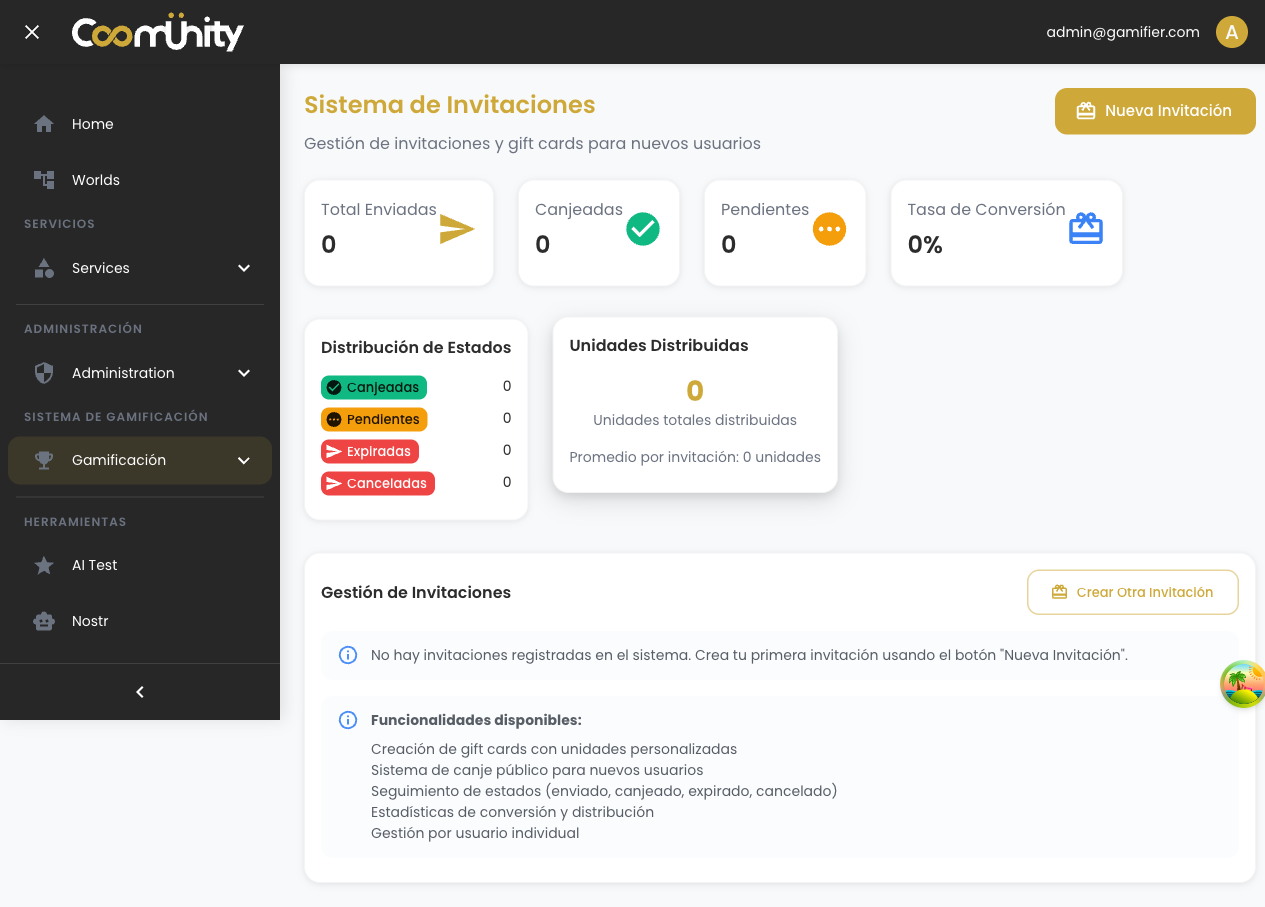 Coomünity
admin@gamifier.com
A
Home
Worlds
SERVICIOS
Services
ADMINISTRACIÓN
Administration
SISTEMA DE GAMIFICACIÓN
Gamificación
HERRAMIENTAS
AI Test
Nostr
Sistema de Invitaciones
Nueva Invitación
Gestión de invitaciones y gift cards para nuevos usuarios
Total Enviadas
0
Canjeadas
0
Pendientes
0
Tasa de Conversión
0%
Distribución de Estados
Canjeadas 0
Pendientes 0
Expiradas 0
Canceladas 0
Unidades Distribuidas
0
Unidades totales distribuidas
Promedio por invitación: 0 unidades
Gestión de Invitaciones
Crear Otra Invitación
No hay invitaciones registradas en el sistema. Crea tu primera invitación usando el botón "Nueva Invitación".
Funcionalidades disponibles:
Creación de gift cards con unidades personalizadas
Sistema de canje público para nuevos usuarios
Seguimiento de estados (enviado, canjeado, expirado, cancelado)
Estadísticas de conversión y distribución
Gestión por usuario individual